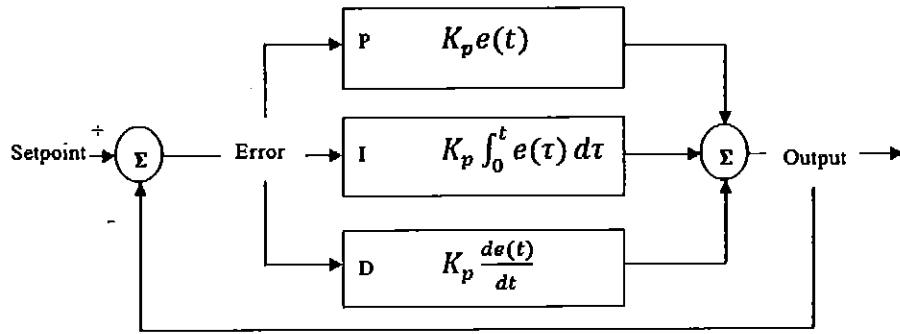 P K_p e(t)
÷
Setpoint Σ Error I K_p ∫_0^t e(τ) dτ Σ Output
-
D K_p de(t)/dt